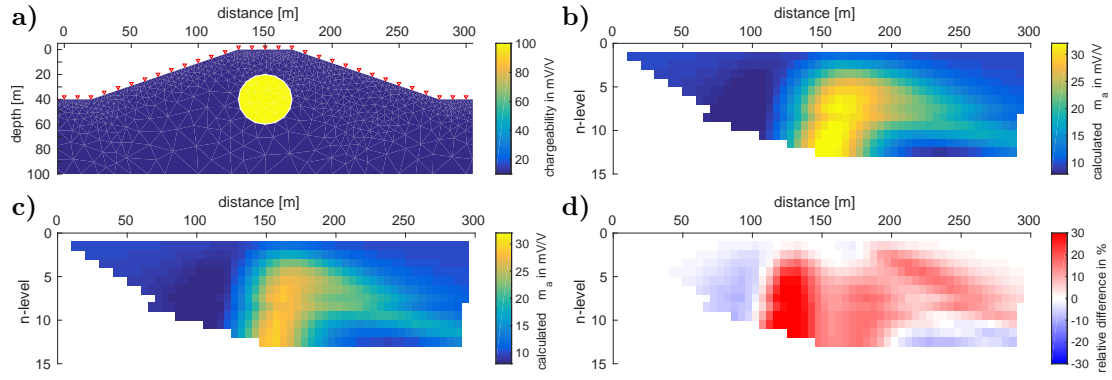 a)
distance [m]
0 50 100 150 200 250 300
depth [m]
0
20
40
60
80
100
chargeability in mV/V
100
80
60
40
20
b)
distance [m]
0 50 100 150 200 250 300
n-level
0
5
10
15
calculated m_a in mV/V
30
25
20
15
10
c)
distance [m]
0 50 100 150 200 250 300
n-level
0
5
10
15
calculated m_a in mV/V
30
25
20
15
10
d)
distance [m]
0 50 100 150 200 250 300
n-level
0
5
10
15
relative difference in %
30
20
10
0
-10
-20
-30